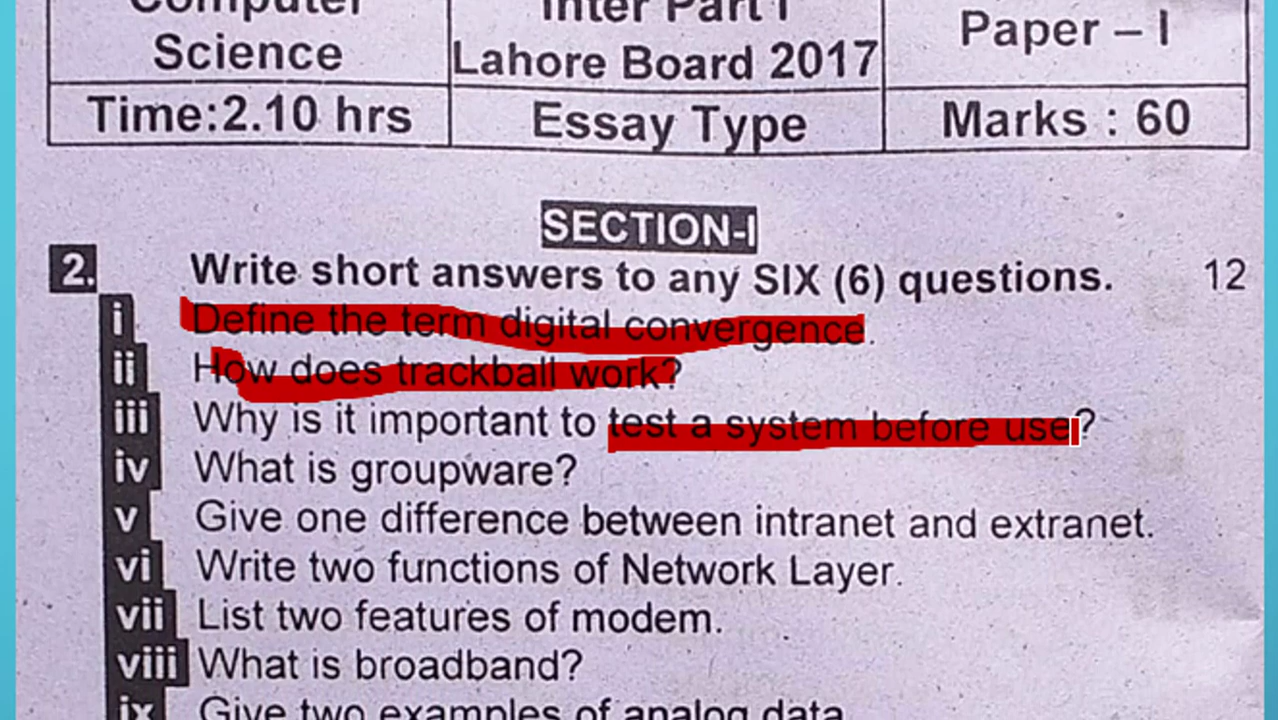 Computer Inter Part I Paper – I
Science Lahore Board 2017
Time:2.10 hrs Essay Type Marks : 60
SECTION-I
2. Write short answers to any SIX (6) questions. 12
i. Define the term digital convergence.
ii How does trackball work?
iii Why is it important to test a system before use?
iv What is groupware?
v Give one difference between intranet and extranet.
vi Write two functions of Network Layer.
vii List two features of modem.
viii What is broadband?
ix Give two examples of analog data.